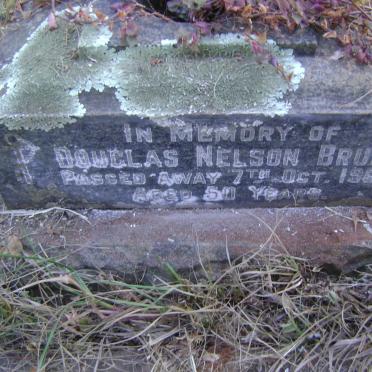 IN MEMORY OF
DOUGLAS NELSON
PASSED AWAY 7TH OCT
AGED 50 YEARS